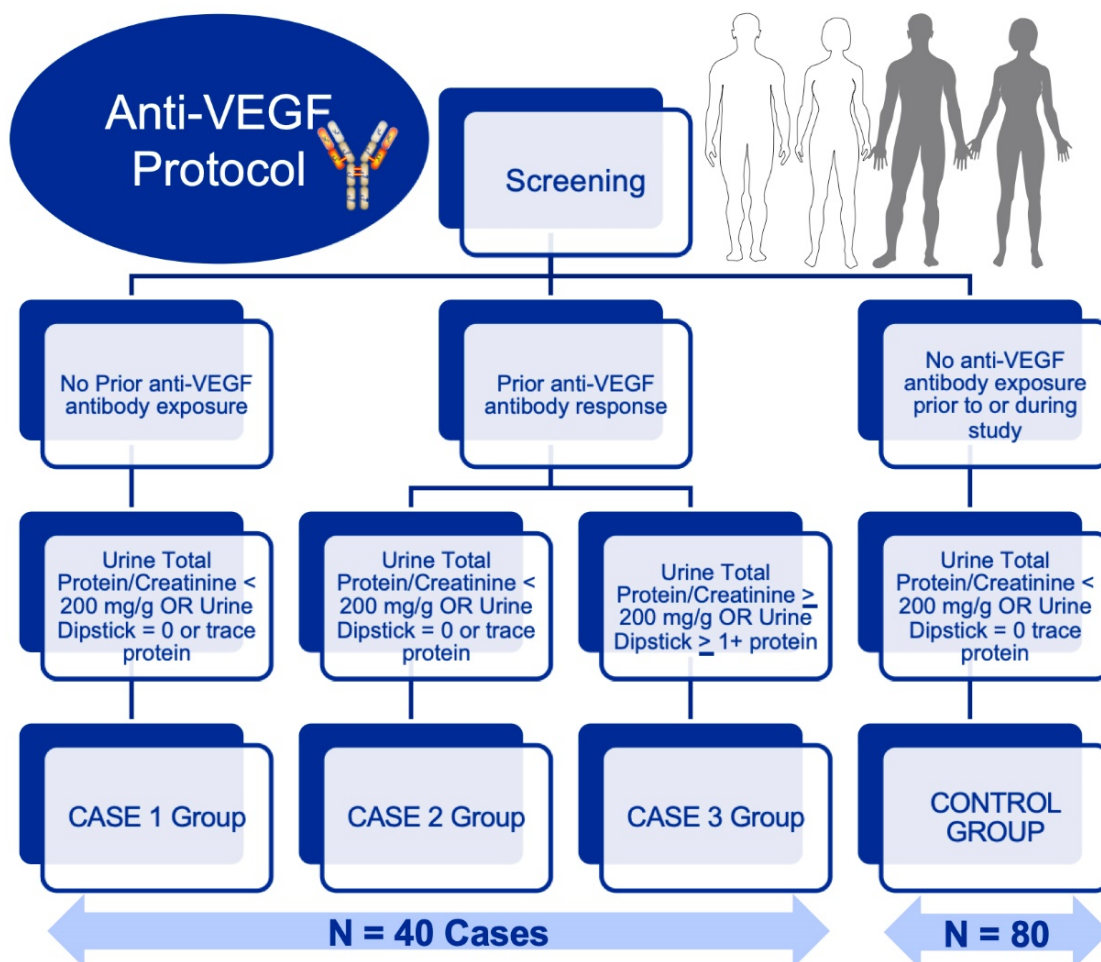 Anti-VEGF
Protocol
Screening
No Prior anti-VEGF
antibody exposure
Prior anti-VEGF
antibody response
No anti-VEGF
antibody exposure
prior to or during
study
Urine Total
Protein/Creatinine <
200 mg/g OR Urine
Dipstick = 0 or trace
protein
Urine Total
Protein/Creatinine <
200 mg/g OR Urine
Dipstick = 0 or trace
protein
Urine Total
Protein/Creatinine ≥
200 mg/g OR Urine
Dipstick ≥ 1+ protein
Urine Total
Protein/Creatinine <
200 mg/g OR Urine
Dipstick = 0 trace
protein
CASE 1 Group
CASE 2 Group
CASE 3 Group
CONTROL
GROUP
N = 40 Cases
N = 80